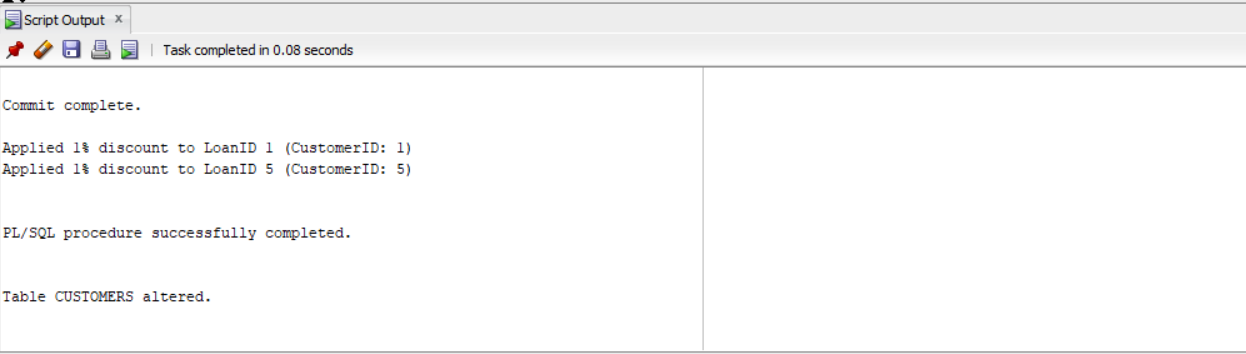 Script Output x
Task completed in 0.08 seconds
Commit complete.
Applied 1% discount to LoanID 1 (CustomerID: 1)
Applied 1% discount to LoanID 5 (CustomerID: 5)
PL/SQL procedure successfully completed.
Table CUSTOMERS altered.